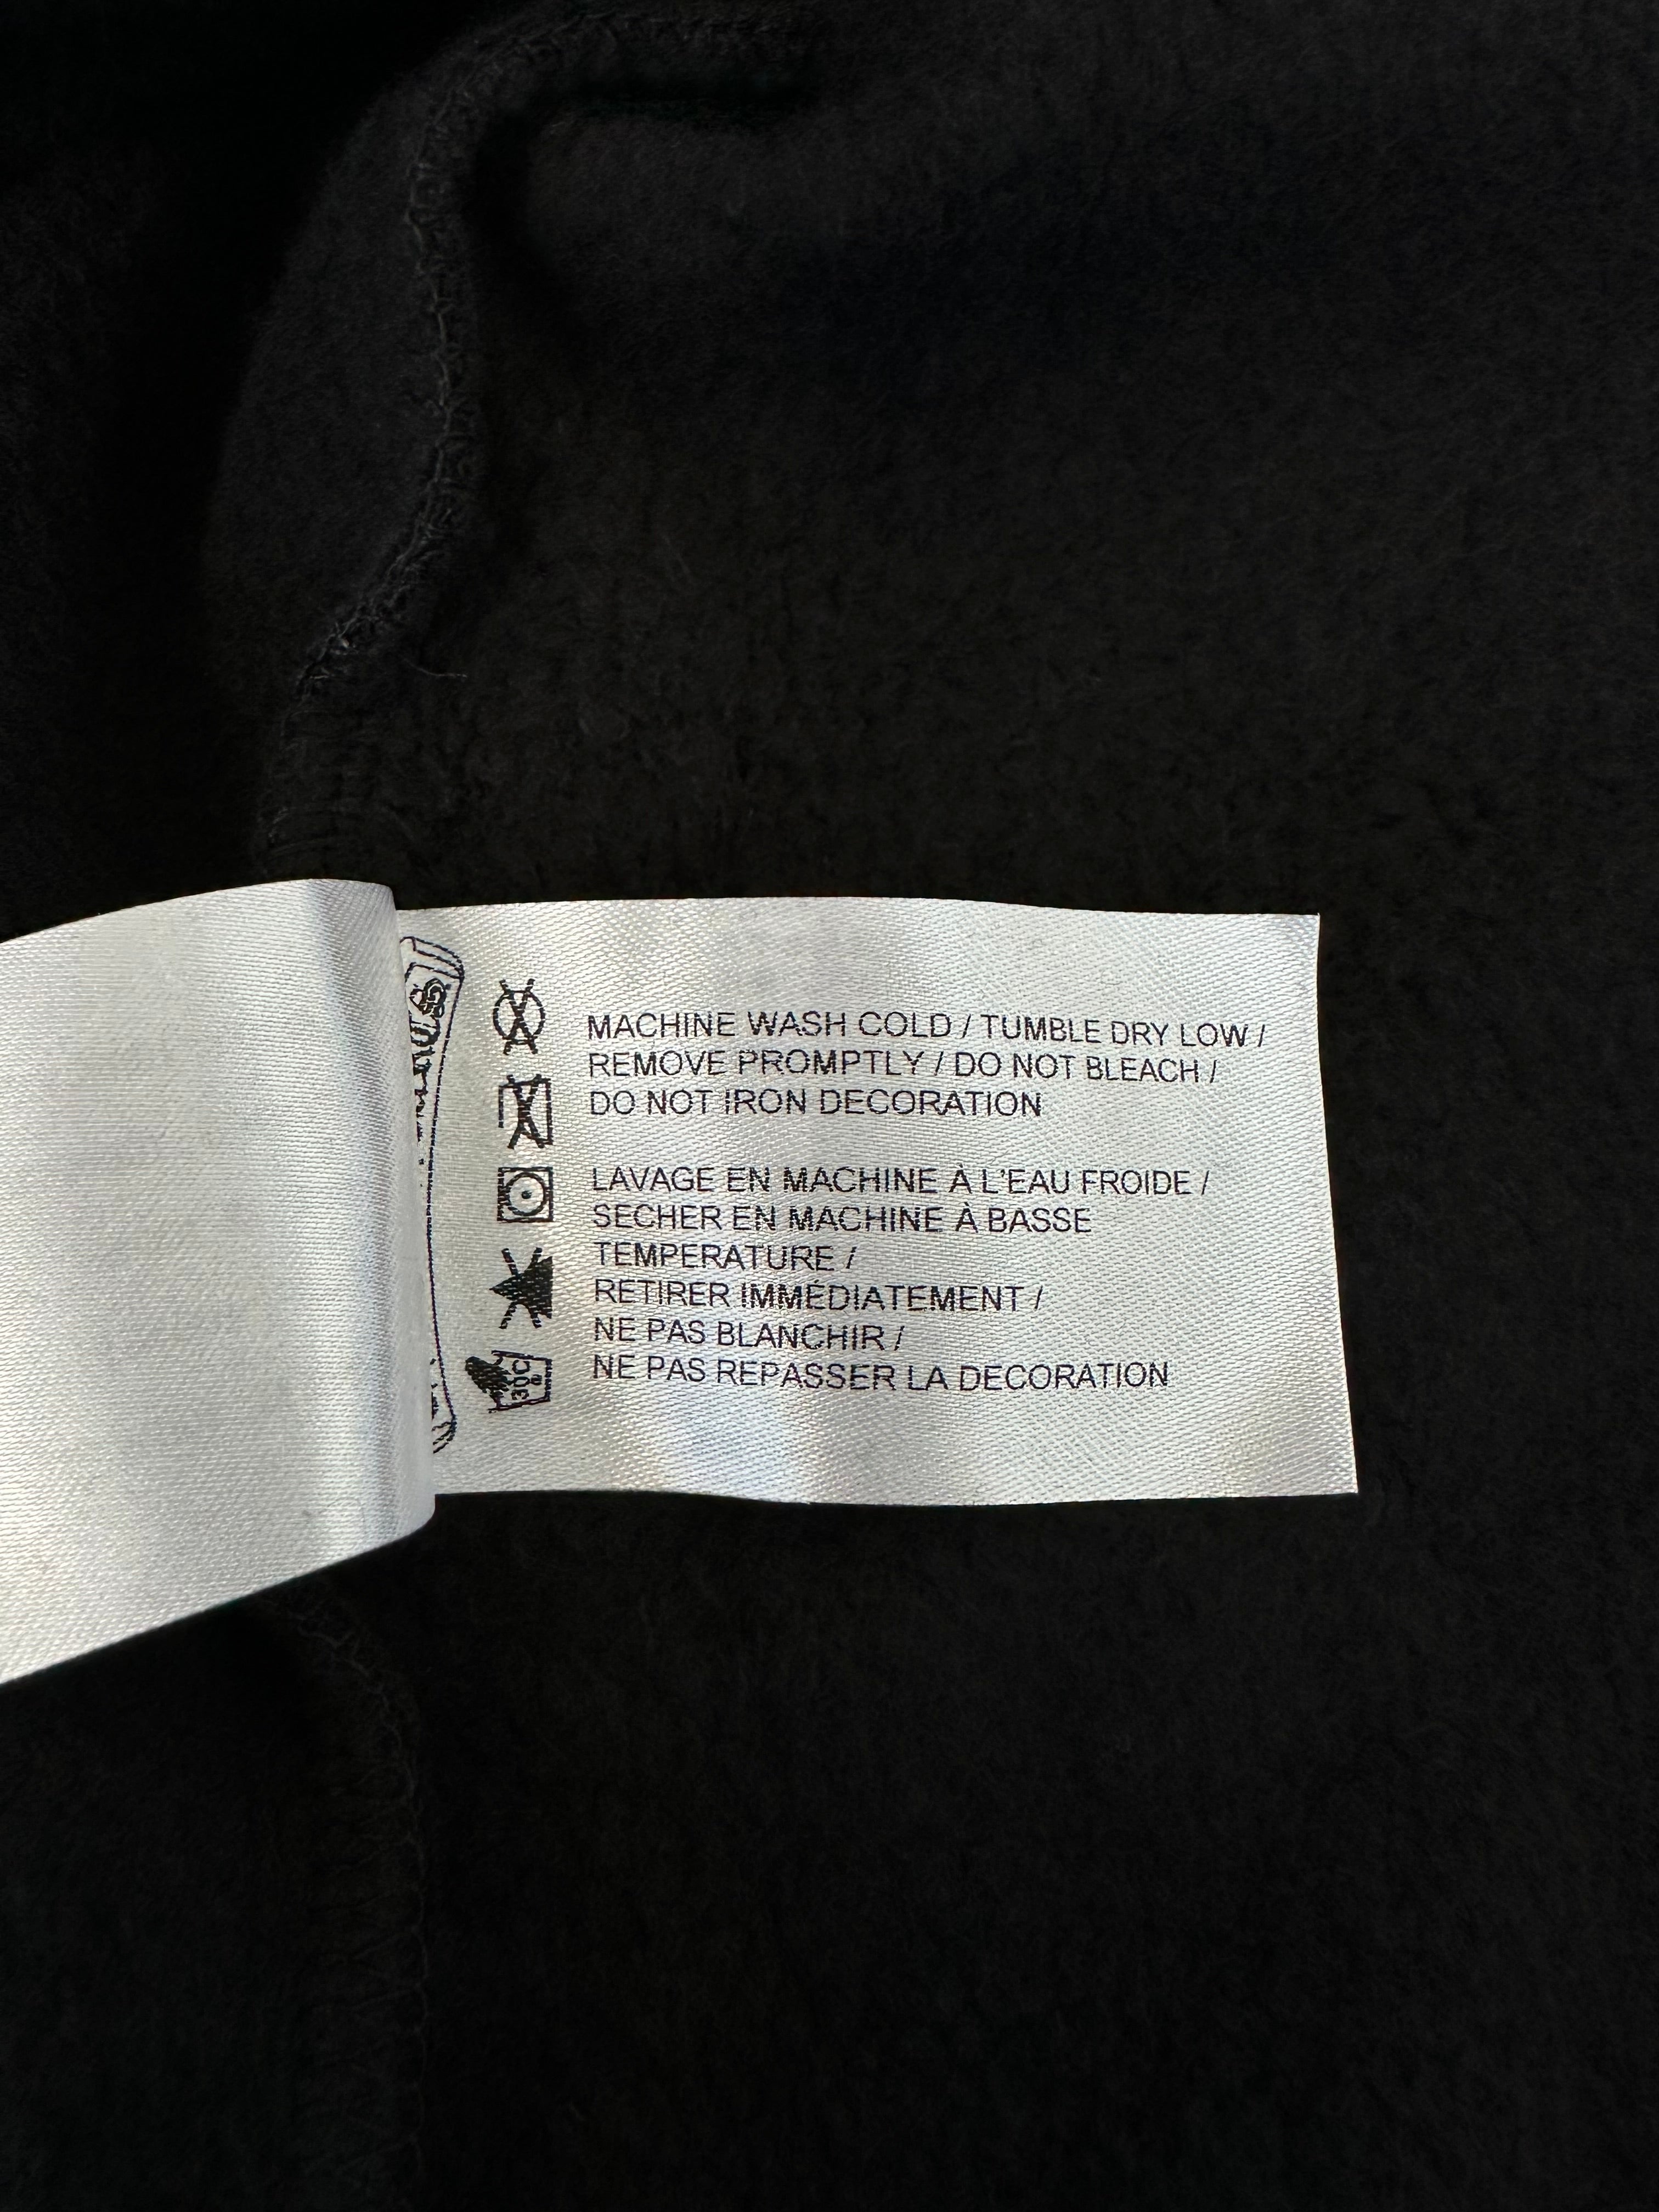 MACHINE WASH COLD / TUMBLE DRY LOW /
REMOVE PROMPTLY / DO NOT BLEACH /
DO NOT IRON DECORATION
LAVAGE EN MACHINE À L'EAU FROIDE /
SECHER EN MACHINE À BASSE
TEMPERATURE /
RETIRER IMMÉDIATEMENT /
NE PAS BLANCHIR /
NE PAS REPASSER LA DECORATION
30C